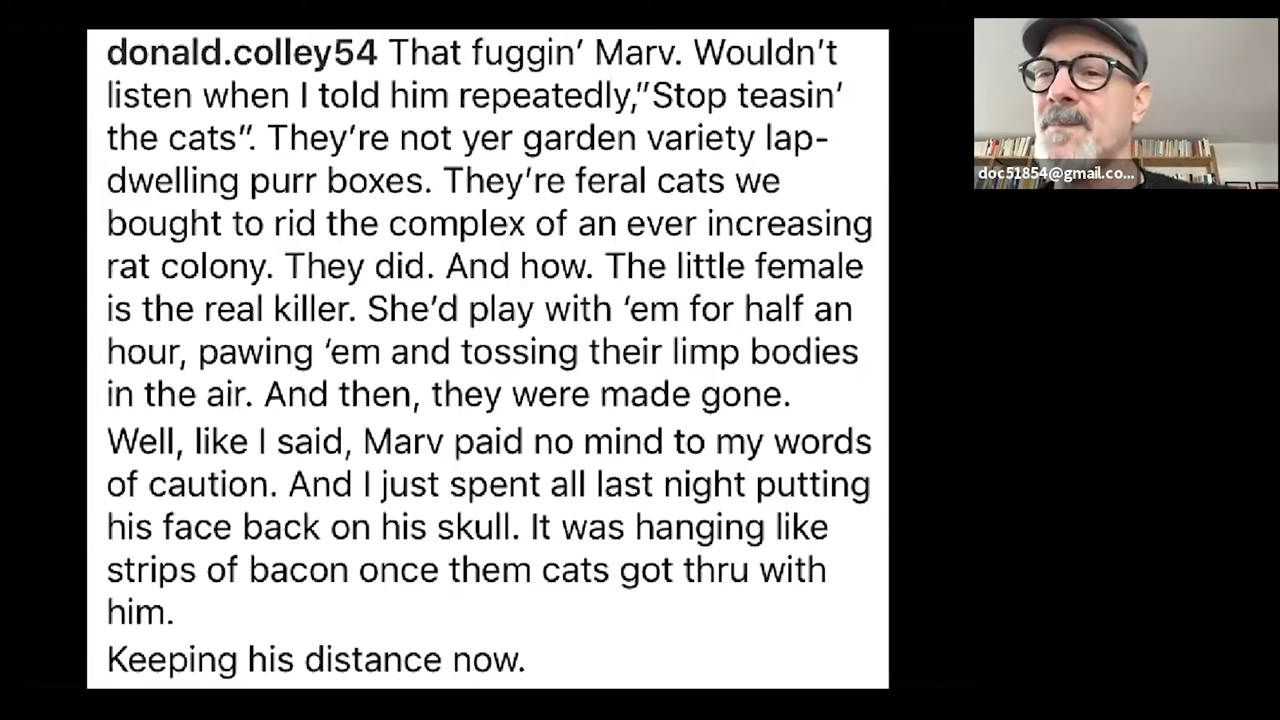 donald.colley54 That fuggin’ Marv. Wouldn’t
listen when I told him repeatedly,”Stop teasin’
the cats”. They’re not yer garden variety lap-
dwelling purr boxes. They’re feral cats we
bought to rid the complex of an ever increasing
rat colony. They did. And how. The little female
is the real killer. She’d play with ‘em for half an
hour, pawing ‘em and tossing their limp bodies
in the air. And then, they were made gone.
Well, like I said, Marv paid no mind to my words
of caution. And I just spent all last night putting
his face back on his skull. It was hanging like
strips of bacon once them cats got thru with
him.
Keeping his distance now.
doc51854@gmail.co...